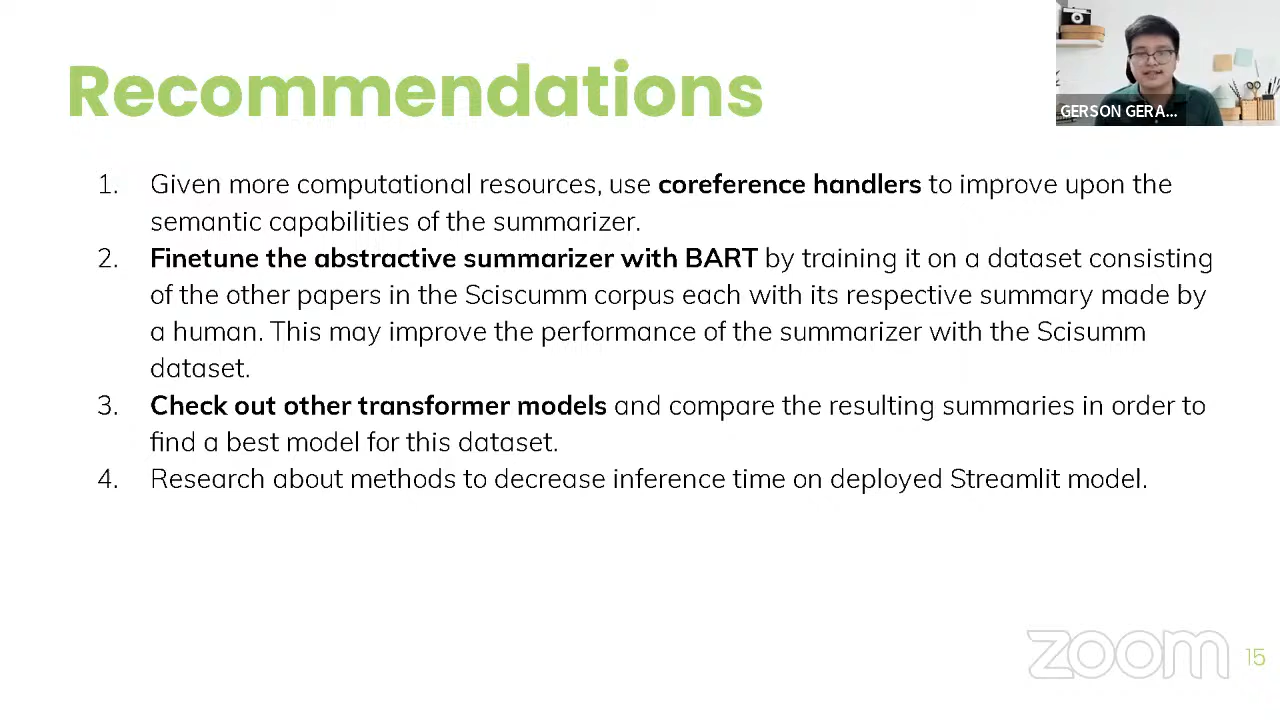 Recommendations
GERSON GERA...
1. Given more computational resources, use coreference handlers to improve upon the
semantic capabilities of the summarizer.
2. Finetune the abstractive summarizer with BART by training it on a dataset consisting
of the other papers in the Sciscumm corpus each with its respective summary made by
a human. This may improve the performance of the summarizer with the Scisumm
dataset.
3. Check out other transformer models and compare the resulting summaries in order to
find a best model for this dataset.
4. Research about methods to decrease inference time on deployed Streamlit model.
zoom
15